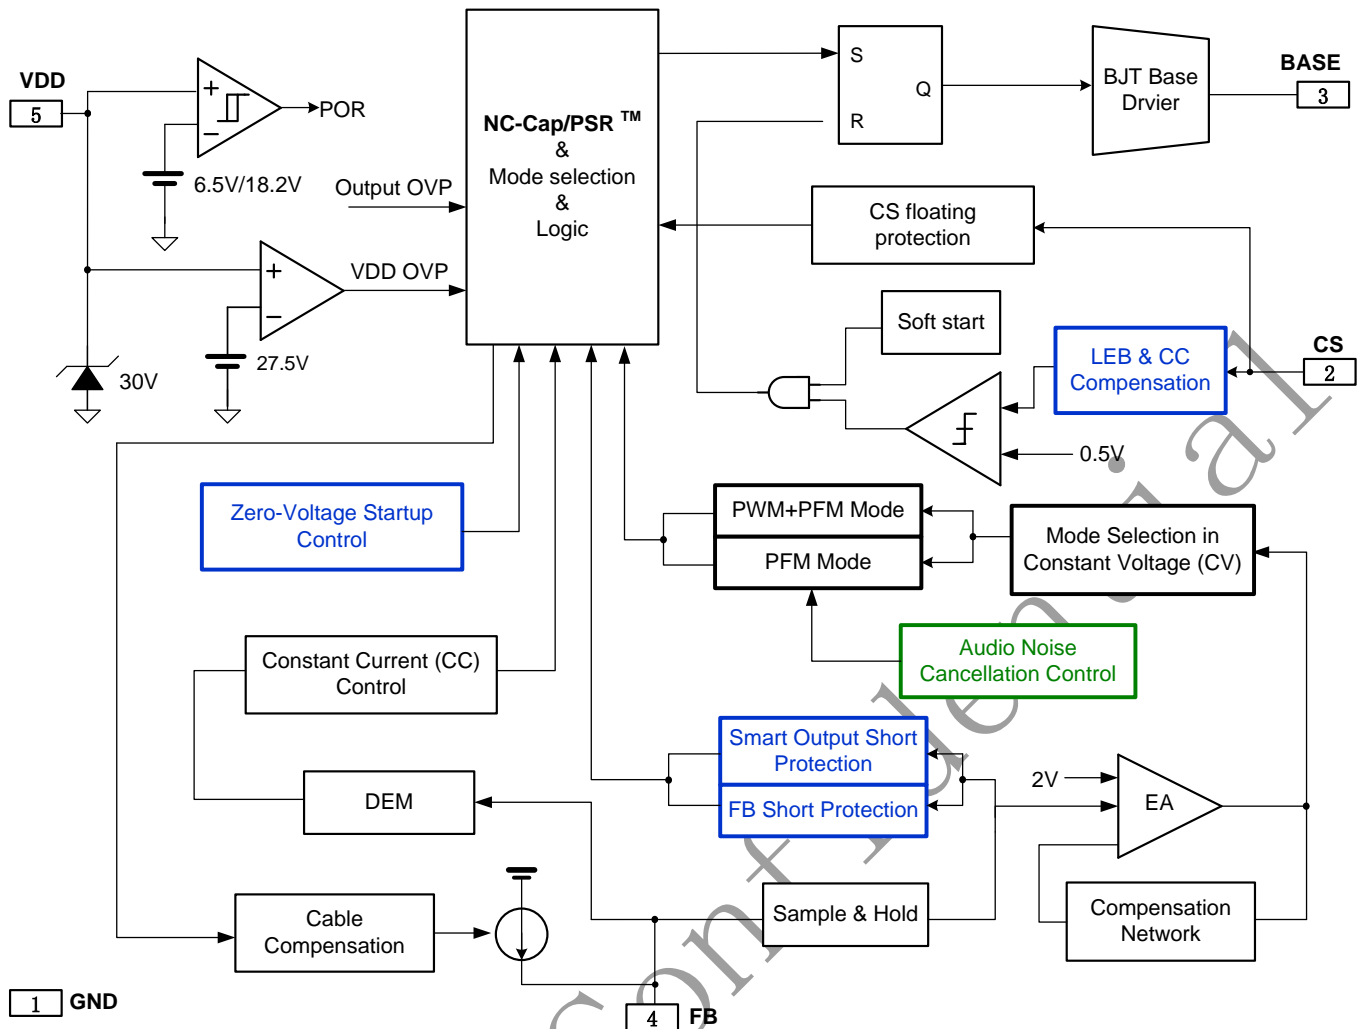 VDD
5
+
−
POR
6.5V/18.2V
Output OVP
+
−
VDD OVP
27.5V
30V
NC-Cap/PSR TM
&
Mode selection
&
Logic
S
R
Q
BJT Base
Drvier
BASE
3
CS floating
protection
Soft start
LEB & CC
Compensation
CS
2
0.5V
Zero-Voltage Startup
Control
PWM+PFM Mode
PFM Mode
Mode Selection in
Constant Voltage (CV)
Audio Noise
Cancellation Control
Constant Current (CC)
Control
DEM
Smart Output Short
Protection
FB Short Protection
2V
EA
Cable
Compensation
Sample & Hold
Compensation
Network
1
GND
4
FB
Confidential